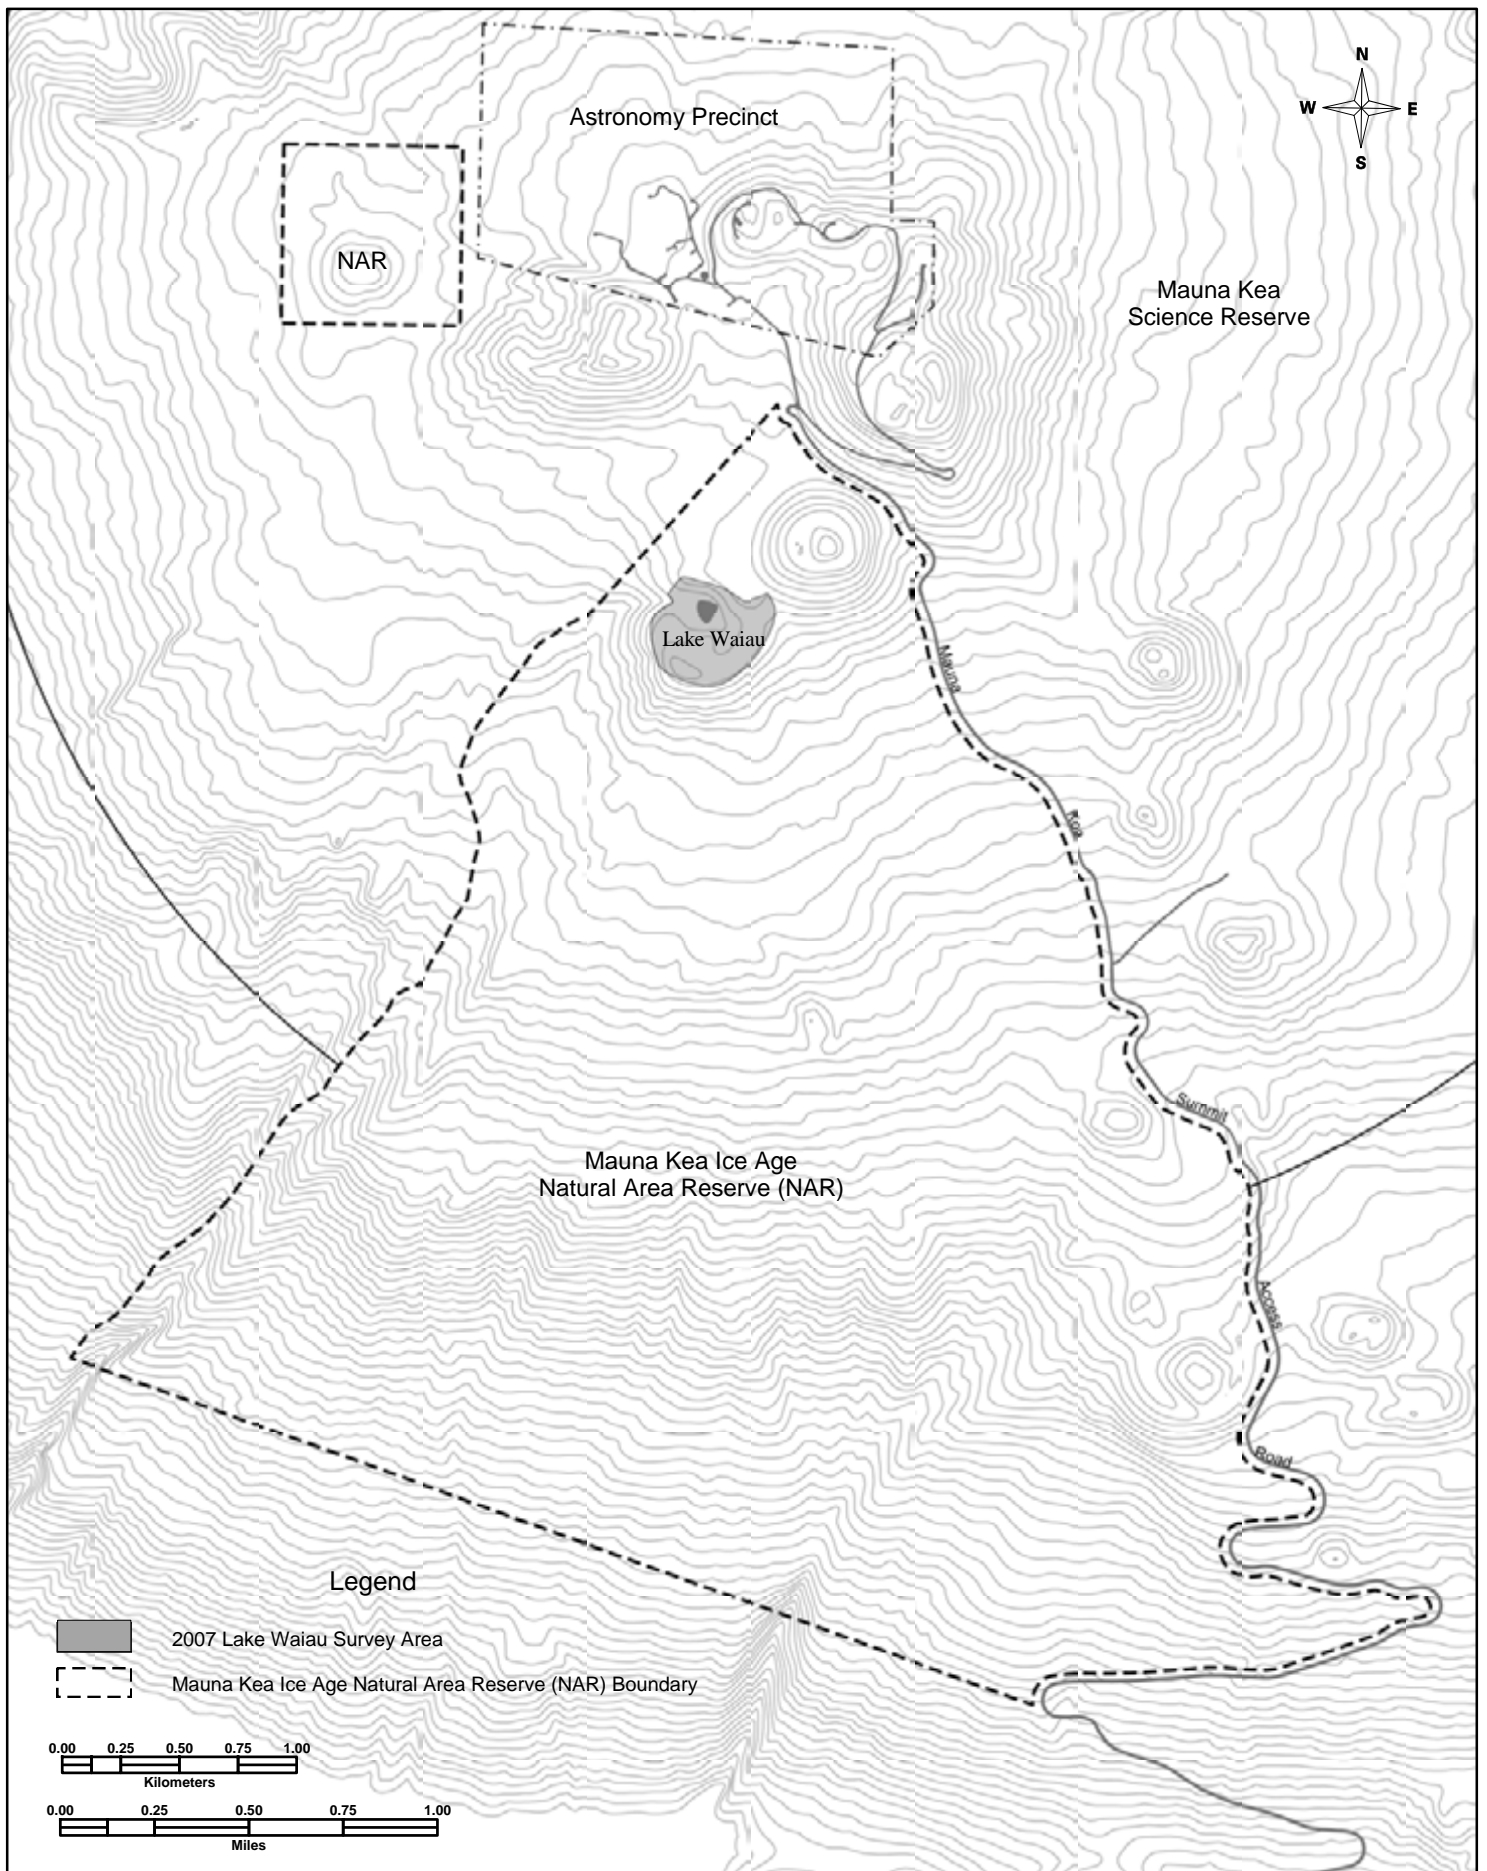 N
W E
S
Astronomy Precinct
NAR
Mauna Kea
Science Reserve
Lake Waiau
Mauna
Kea
Summit
Access
Road
Mauna Kea Ice Age
Natural Area Reserve (NAR)
Legend
2007 Lake Waiau Survey Area
Mauna Kea Ice Age Natural Area Reserve (NAR) Boundary
0.00 0.25 0.50 0.75 1.00
Kilometers
0.00 0.25 0.50 0.75 1.00
Miles